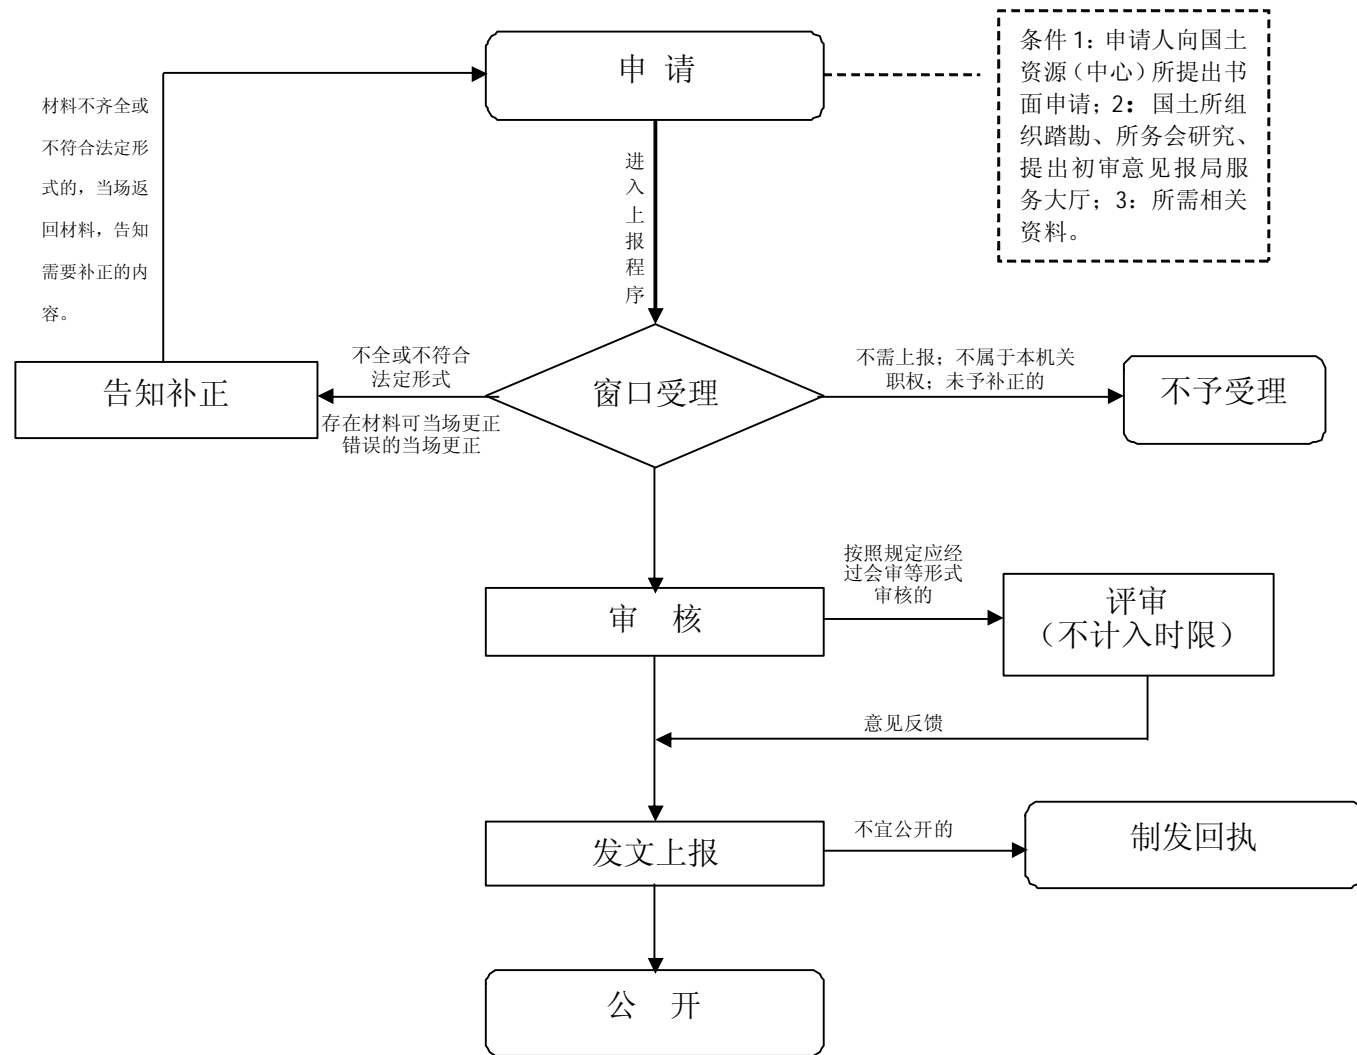 申 请
条件 1：申请人向国土
资源（中心）所提出书
面申请；2：国土所组
织踏勘、所务会研究、
提出初审意见报局服
务大厅；3：所需相关
资料。
材料不齐全或
不符合法定形
式的，当场返
回材料，告知
需要补正的内
容。
进入上报程序
告知补正
不全或不符合
法定形式
存在材料可当场更正
错误的当场更正
窗口受理
不需上报；不属于本机关
职权；未予补正的
不予受理
审 核
按照规定应经
过会审等形式
审核的
评审
（不计入时限）
意见反馈
发文上报
不宜公开的
制发回执
公 开